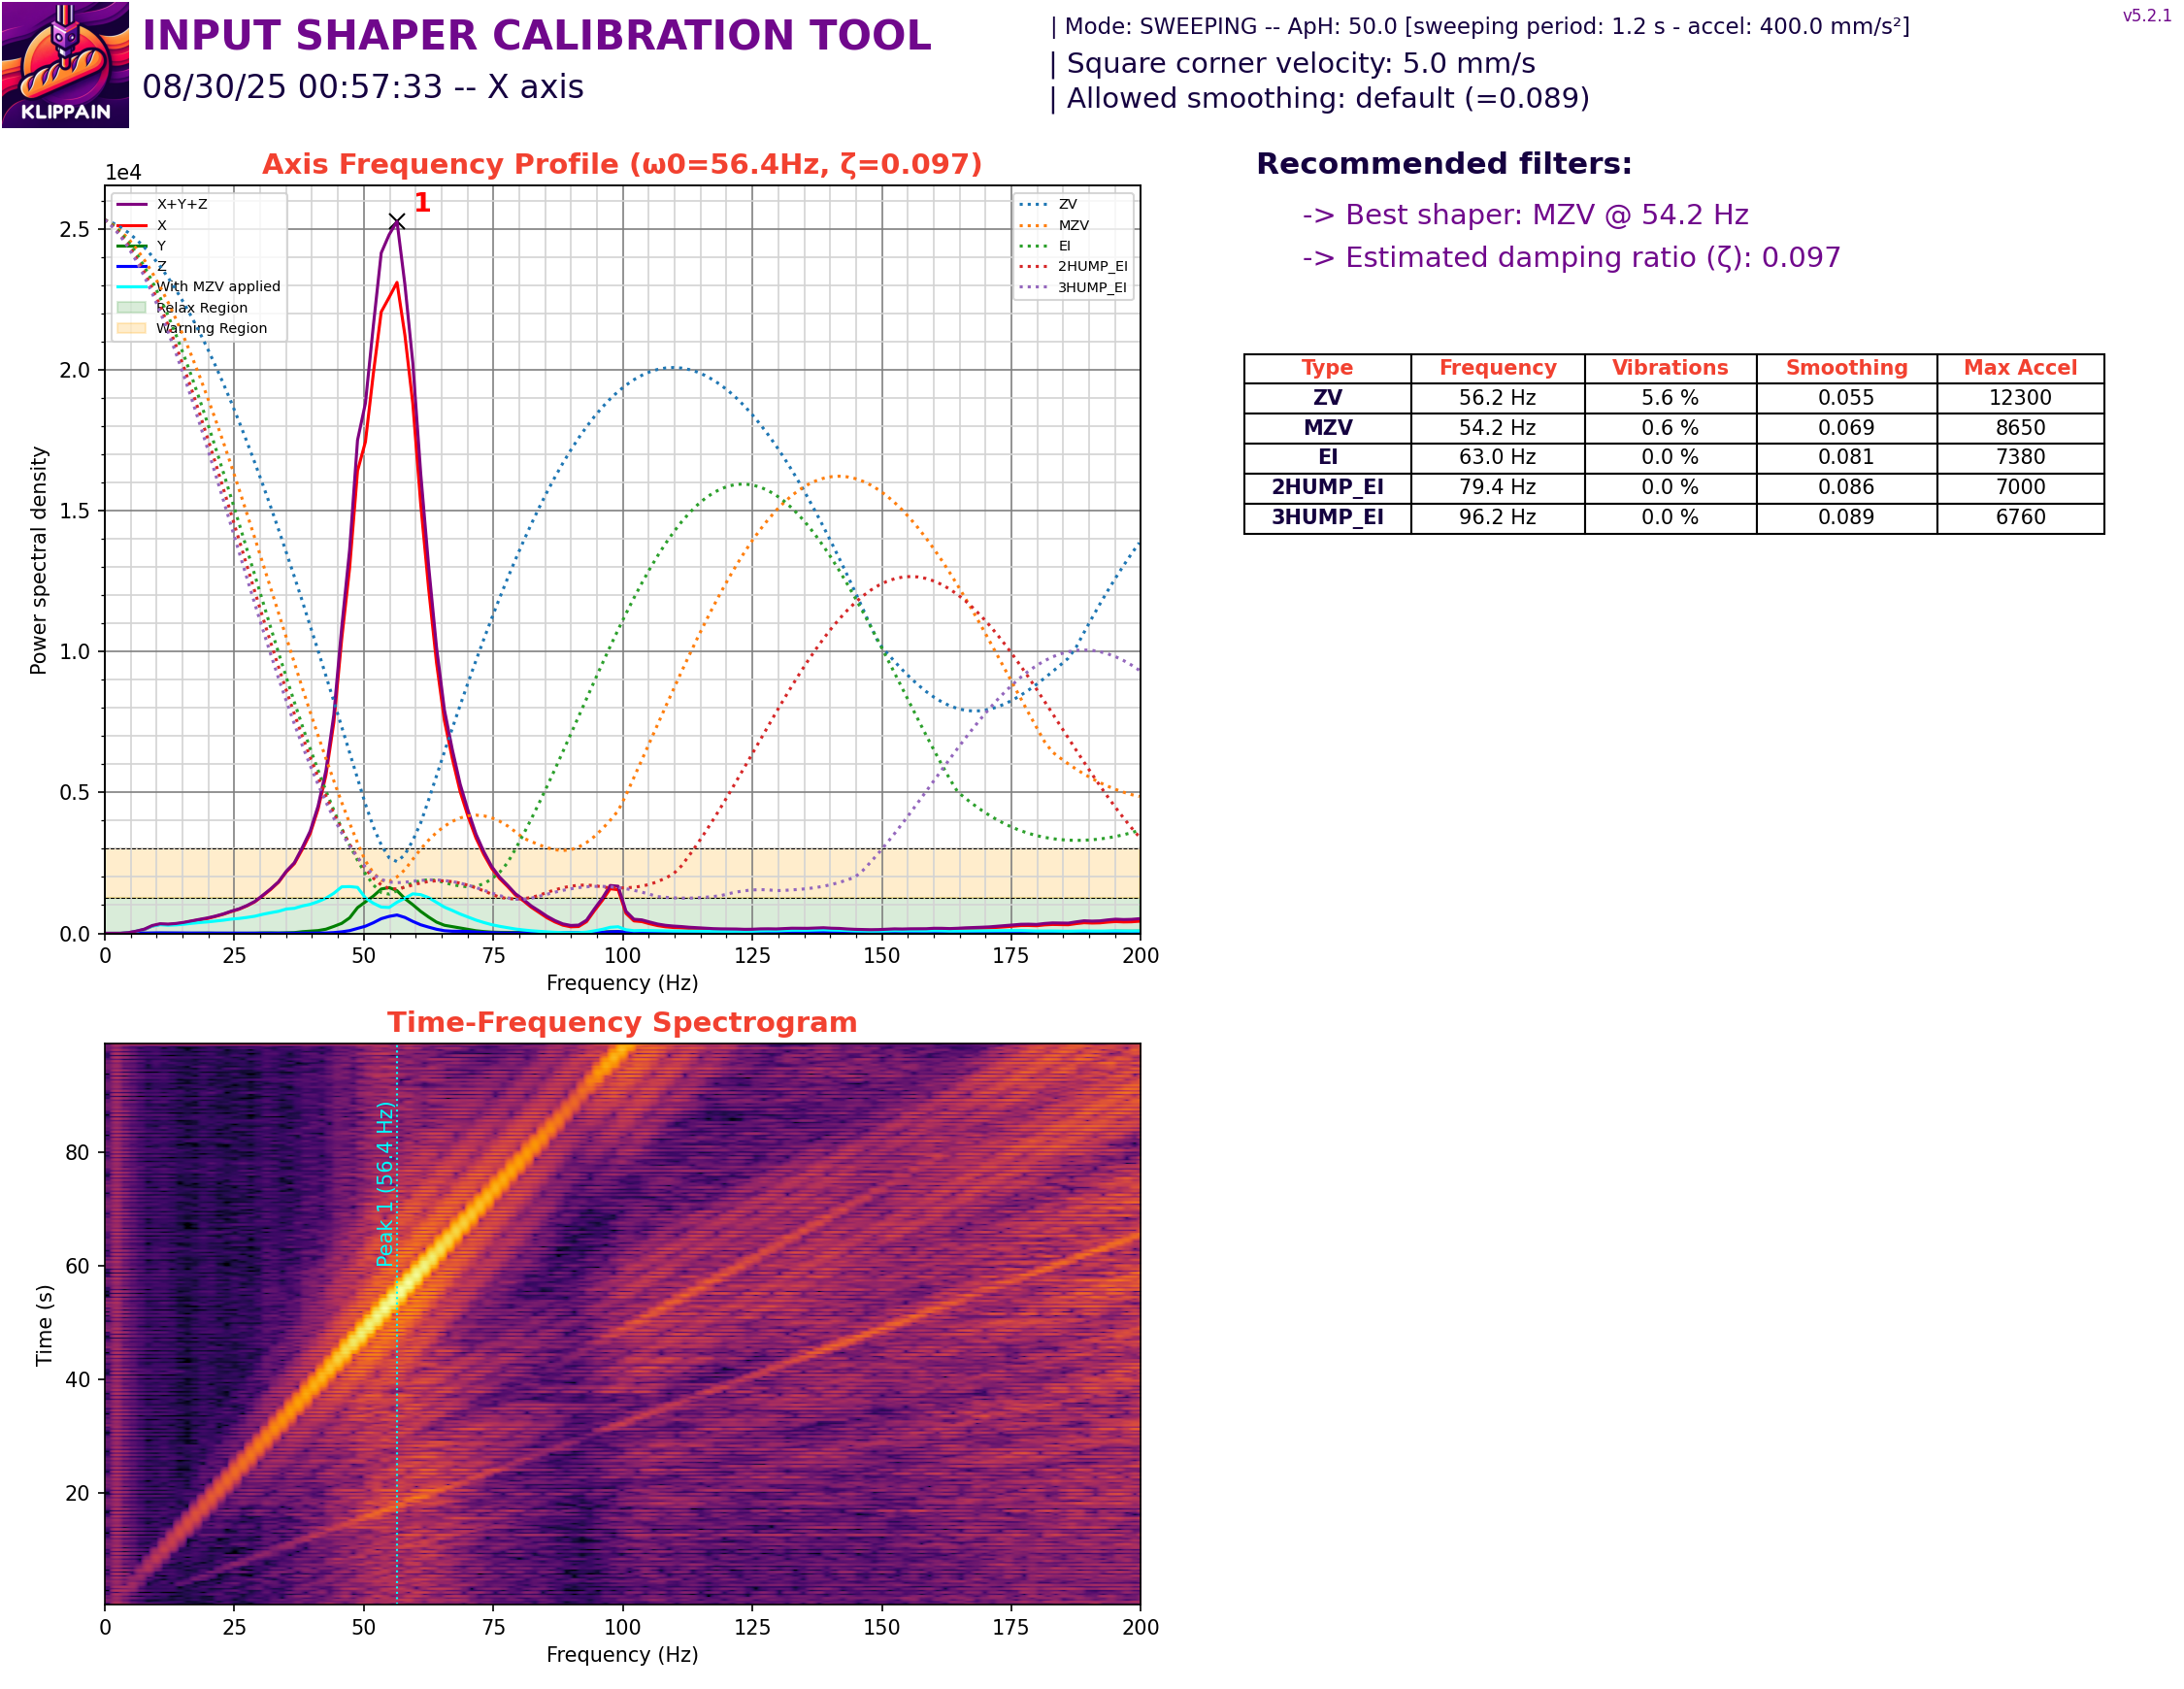 KLIPPAIN
INPUT SHAPER CALIBRATION TOOL
08/30/25 00:57:33 -- X axis
| Mode: SWEEPING -- ApH: 50.0 [sweeping period: 1.2 s - accel: 400.0 mm/s²]
| Square corner velocity: 5.0 mm/s
| Allowed smoothing: default (=0.089)
v5.2.1
Axis Frequency Profile (ω0=56.4Hz, ζ=0.097)
1e4
Power spectral density
2.5
2.0
1.5
1.0
0.5
0.0
X+Y+Z
X
Y
Z
With MZV applied
Relax Region
Warning Region
1
ZV
MZV
EI
2HUMP_EI
3HUMP_EI
0 25 50 75 100 125 150 175 200
Frequency (Hz)
Recommended filters:
-> Best shaper: MZV @ 54.2 Hz
-> Estimated damping ratio (ζ): 0.097
Type Frequency Vibrations Smoothing Max Accel
ZV 56.2 Hz 5.6 % 0.055 12300
MZV 54.2 Hz 0.6 % 0.069 8650
EI 63.0 Hz 0.0 % 0.081 7380
2HUMP_EI 79.4 Hz 0.0 % 0.086 7000
3HUMP_EI 96.2 Hz 0.0 % 0.089 6760
Time-Frequency Spectrogram
Time (s)
80
60
40
20
Peak 1 (56.4 Hz)
0 25 50 75 100 125 150 175 200
Frequency (Hz)